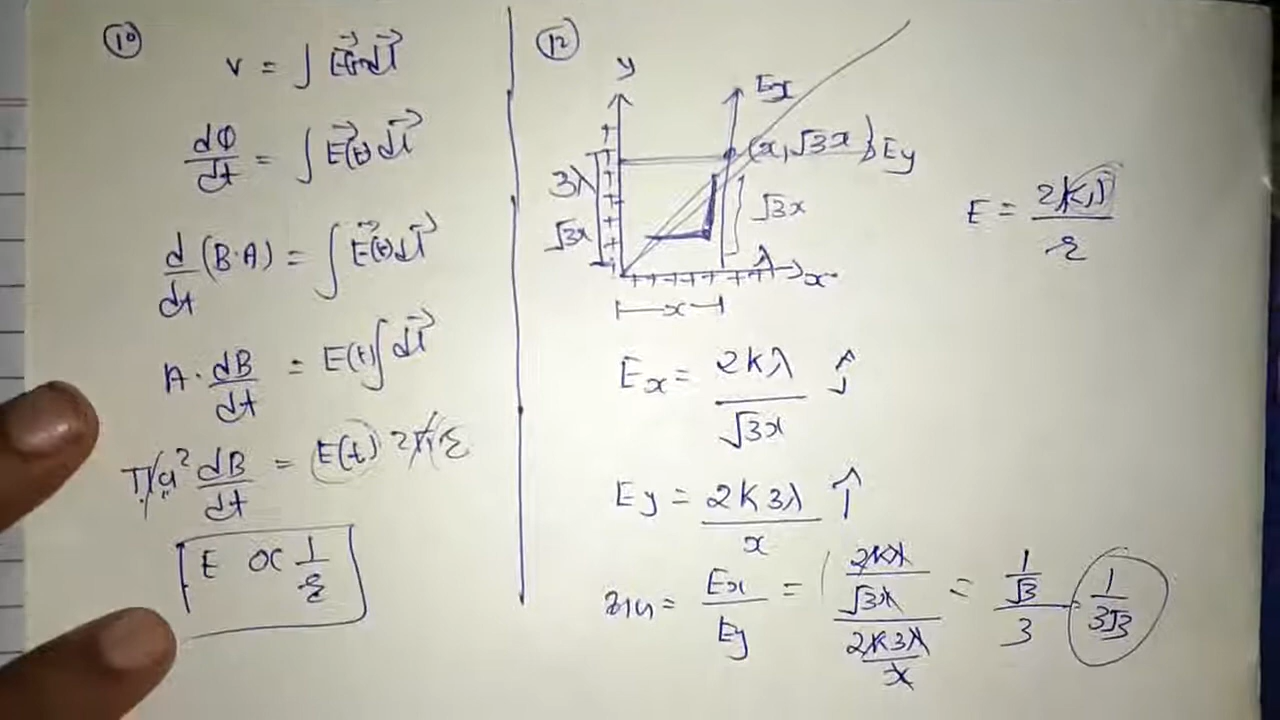 10
V = ∫ E(t) dl
dΦ/dt = ∫ E(t) dl
d/dt (B·A) = ∫ E(t) dl
A · dB/dt = E(t) ∫ dl
πa² dB/dt = E(t) 2πr
E ∝ 1/r
12
y
Ex
(x, √3x) Ey
3λ
√3x
√3x
λ
x
x
E = 2kλ/r
Ex = 2kλ/√3x ĵ
Ey = 2k3λ/x î
Ex/Ey = (2kλ/√3x)/(2k3λ/x) = (1/√3)/3 1/3√3